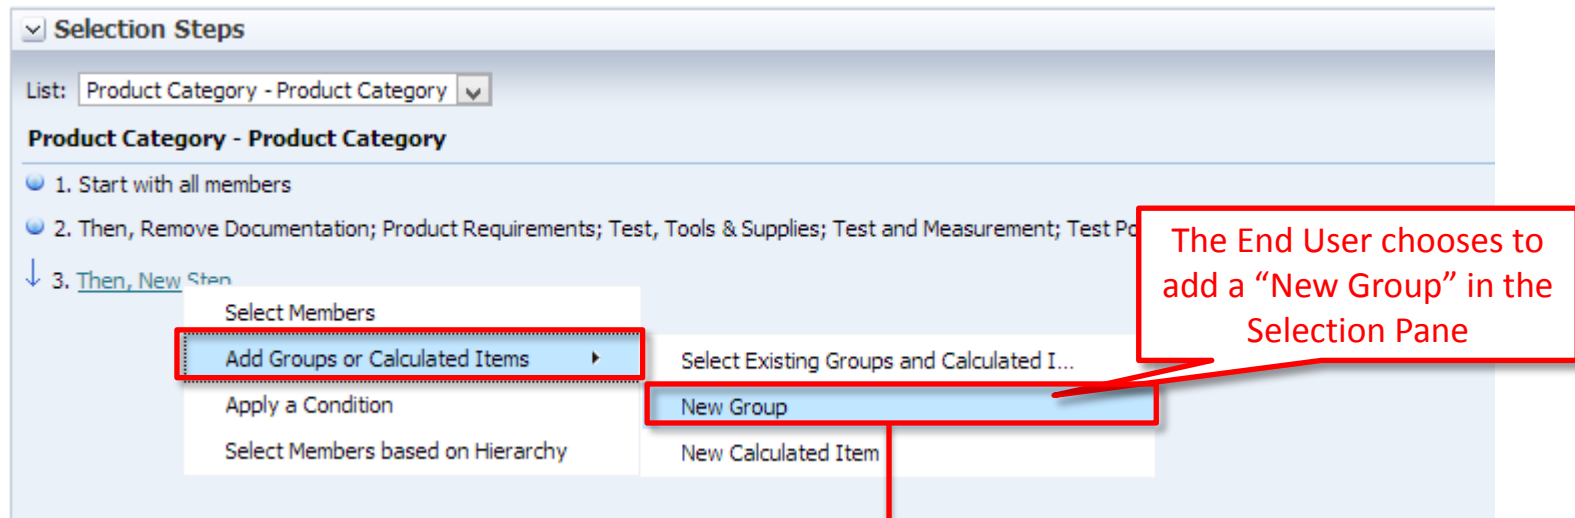 Selection Steps
List: Product Category - Product Category
Product Category - Product Category
1. Start with all members
2. Then, Remove Documentation; Product Requirements; Test, Tools & Supplies; Test and Measurement; Test Po
3. Then, New Step
Select Members
Add Groups or Calculated Items
Apply a Condition
Select Members based on Hierarchy
Select Existing Groups and Calculated I...
New Group
New Calculated Item
The End User chooses to
add a “New Group” in the
Selection Pane